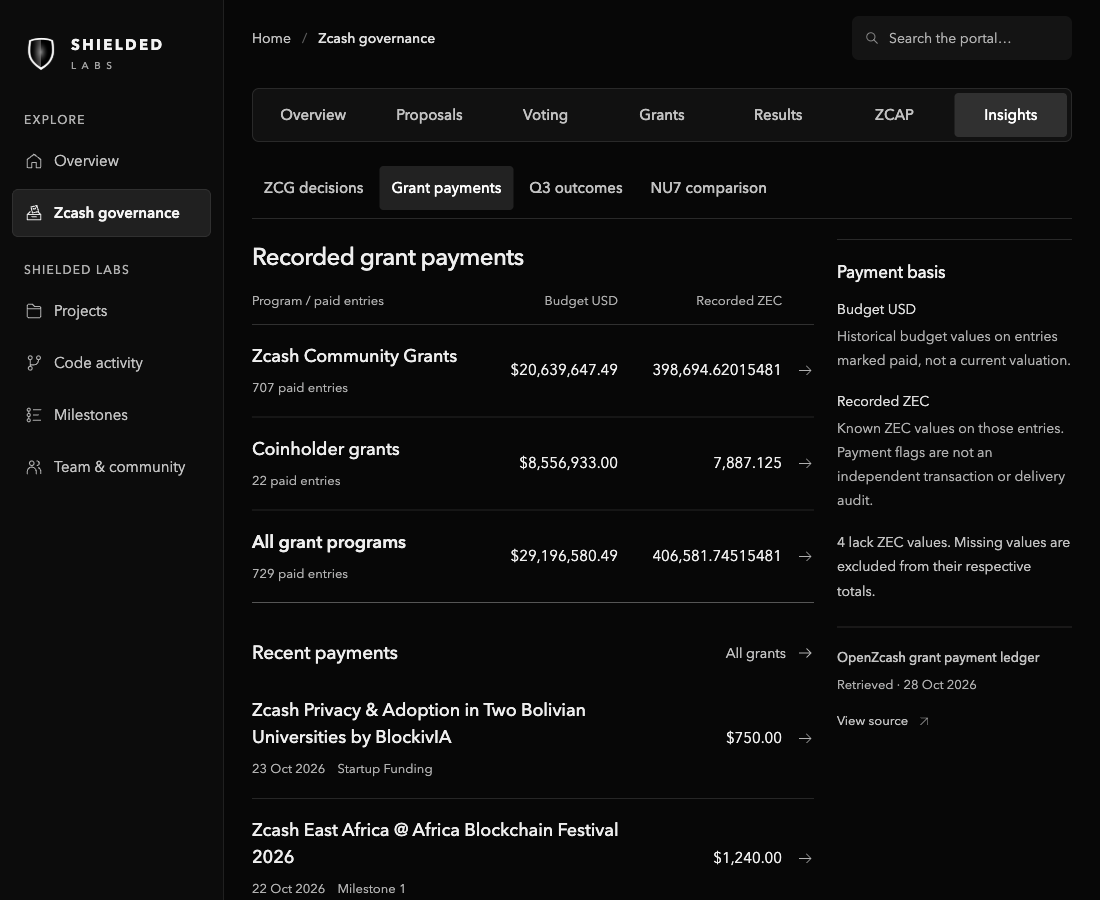 SHIELDED
LABS
EXPLORE
Overview
Zcash governance
SHIELDED LABS
Projects
Code activity
Milestones
Team & community
Home / Zcash governance
Search the portal…
Overview Proposals Voting Grants Results ZCAP Insights
ZCG decisions Grant payments Q3 outcomes NU7 comparison
Recorded grant payments
Program / paid entries Budget USD Recorded ZEC
Zcash Community Grants
707 paid entries
$20,639,647.49 398,694.62015481 →
Coinholder grants
22 paid entries
$8,556,933.00 7,887.125 →
All grant programs
729 paid entries
$29,196,580.49 406,581.74515481 →
Recent payments All grants →
Zcash Privacy & Adoption in Two Bolivian
Universities by BlockivIA
$750.00 →
23 Oct 2026 Startup Funding
Zcash East Africa @ Africa Blockchain Festival
2026
$1,240.00 →
22 Oct 2026 Milestone 1
Payment basis
Budget USD
Historical budget values on entries
marked paid, not a current valuation.
Recorded ZEC
Known ZEC values on those entries.
Payment flags are not an
independent transaction or delivery
audit.
4 lack ZEC values. Missing values are
excluded from their respective
totals.
OpenZcash grant payment ledger
Retrieved · 28 Oct 2026
View source ↗